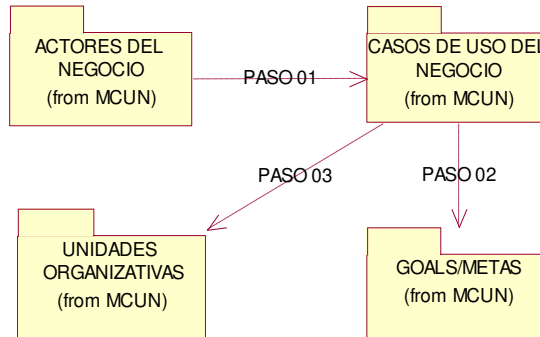 ACTORES DEL
NEGOCIO
(from MCUN)
PASO 01
CASOS DE USO DEL
NEGOCIO
(from MCUN)
PASO 03
PASO 02
UNIDADES
ORGANIZATIVAS
(from MCUN)
GOALS/METAS
(from MCUN)